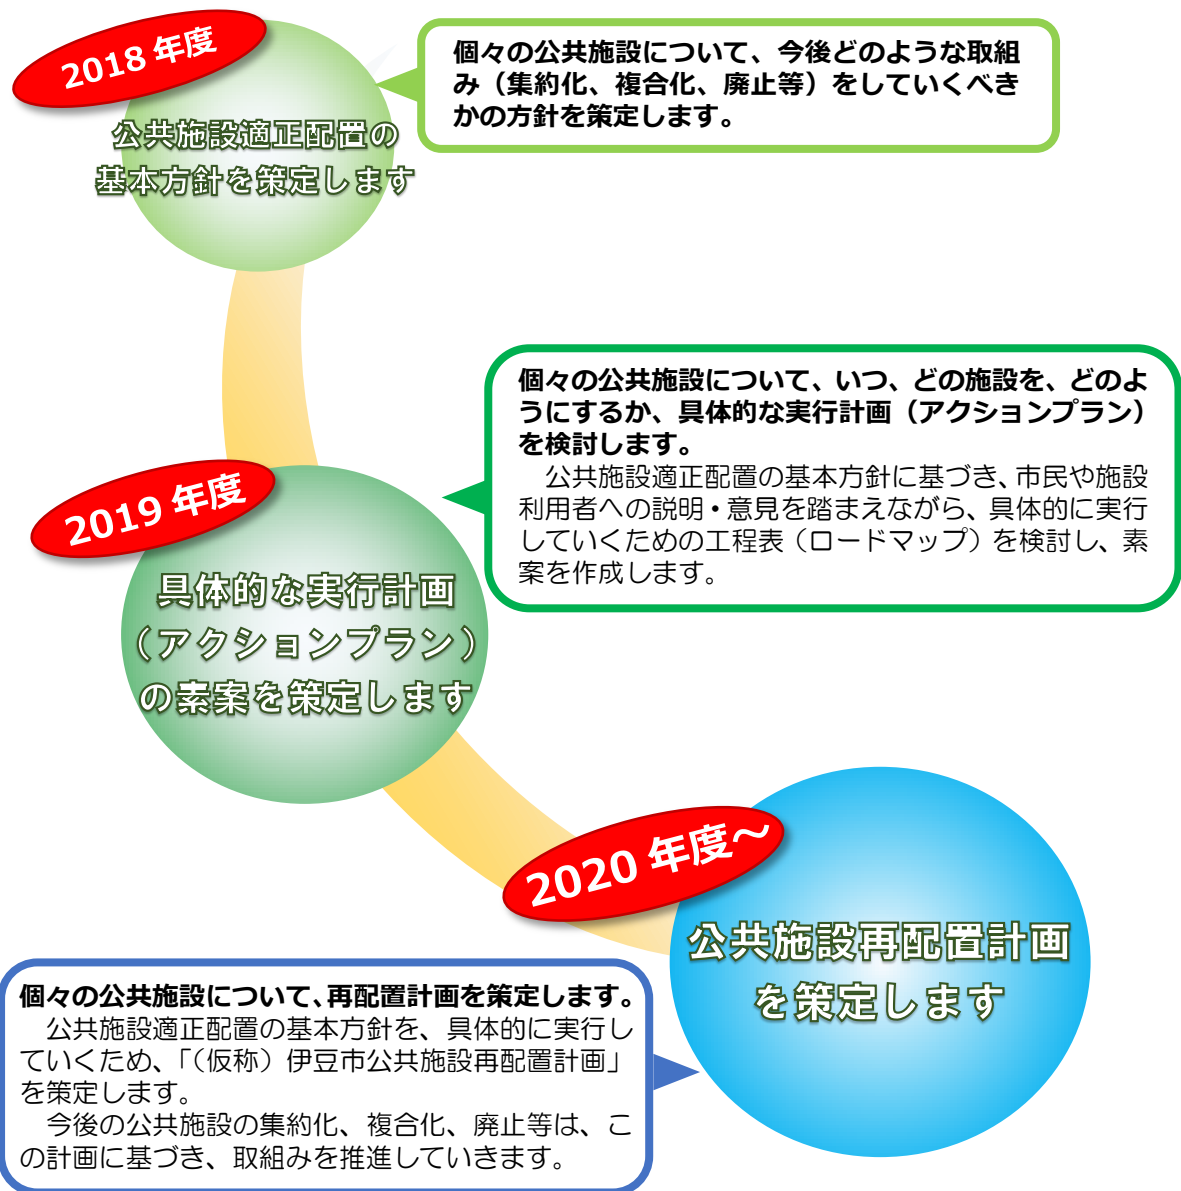 2018 年度
公共施設適正配置の
基本方針を策定します
個々の公共施設について、今後どのような取組
み（集約化、複合化、廃止等）をしていくべき
かの方針を策定します。
2019 年度
具体的な実行計画
（アクションプラン）
の素案を策定します
個々の公共施設について、いつ、どの施設を、どのよ
うにするか、具体的な実行計画（アクションプラン）
を検討します。
　公共施設適正配置の基本方針に基づき、市民や施設
利用者への説明・意見を踏まえながら、具体的に実行
していくための工程表（ロードマップ）を検討し、素
案を作成します。
2020 年度～
公共施設再配置計画
を策定します
個々の公共施設について、再配置計画を策定します。
　公共施設適正配置の基本方針を、具体的に実行し
ていくため、「（仮称）伊豆市公共施設再配置計画」
を策定します。
　今後の公共施設の集約化、複合化、廃止等は、こ
の計画に基づき、取組みを推進していきます。